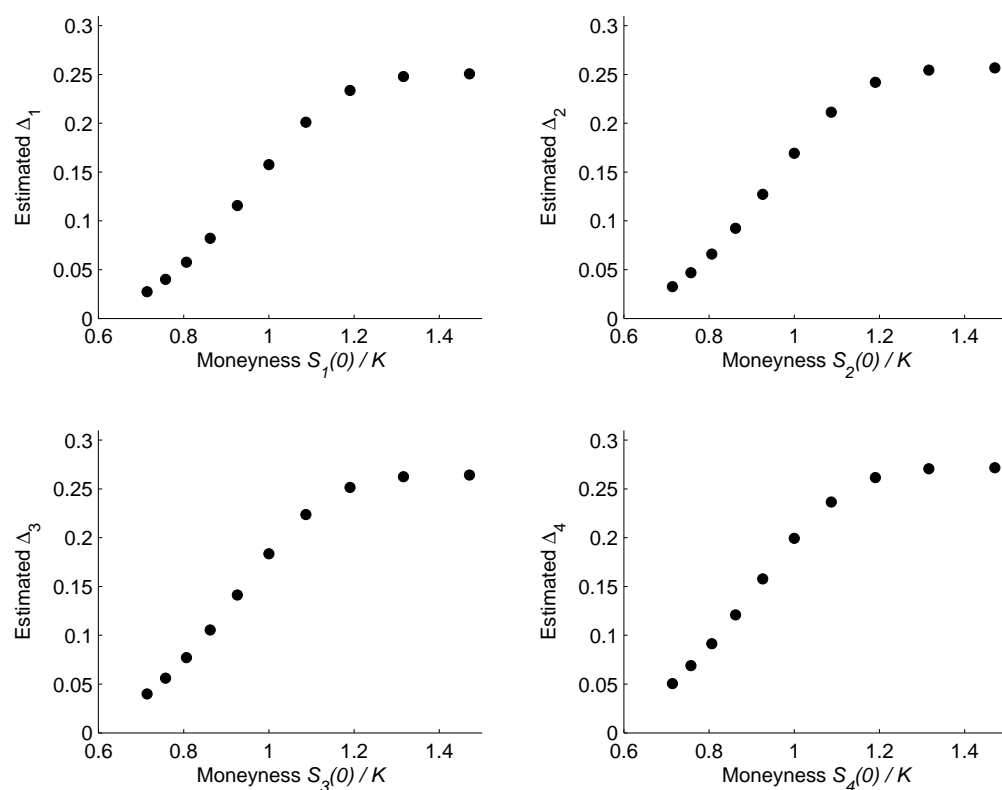 0.3
0.25
0.2
0.15
0.1
0.05
0
0.6 0.8 1 1.2 1.4
Estimated Δ1
Moneyness S1(0) / K
0.3
0.25
0.2
0.15
0.1
0.05
0
0.6 0.8 1 1.2 1.4
Estimated Δ2
Moneyness S2(0) / K
0.3
0.25
0.2
0.15
0.1
0.05
0
0.6 0.8 1 1.2 1.4
Estimated Δ3
Moneyness S3(0) / K
0.3
0.25
0.2
0.15
0.1
0.05
0
0.6 0.8 1 1.2 1.4
Estimated Δ4
Moneyness S4(0) / K